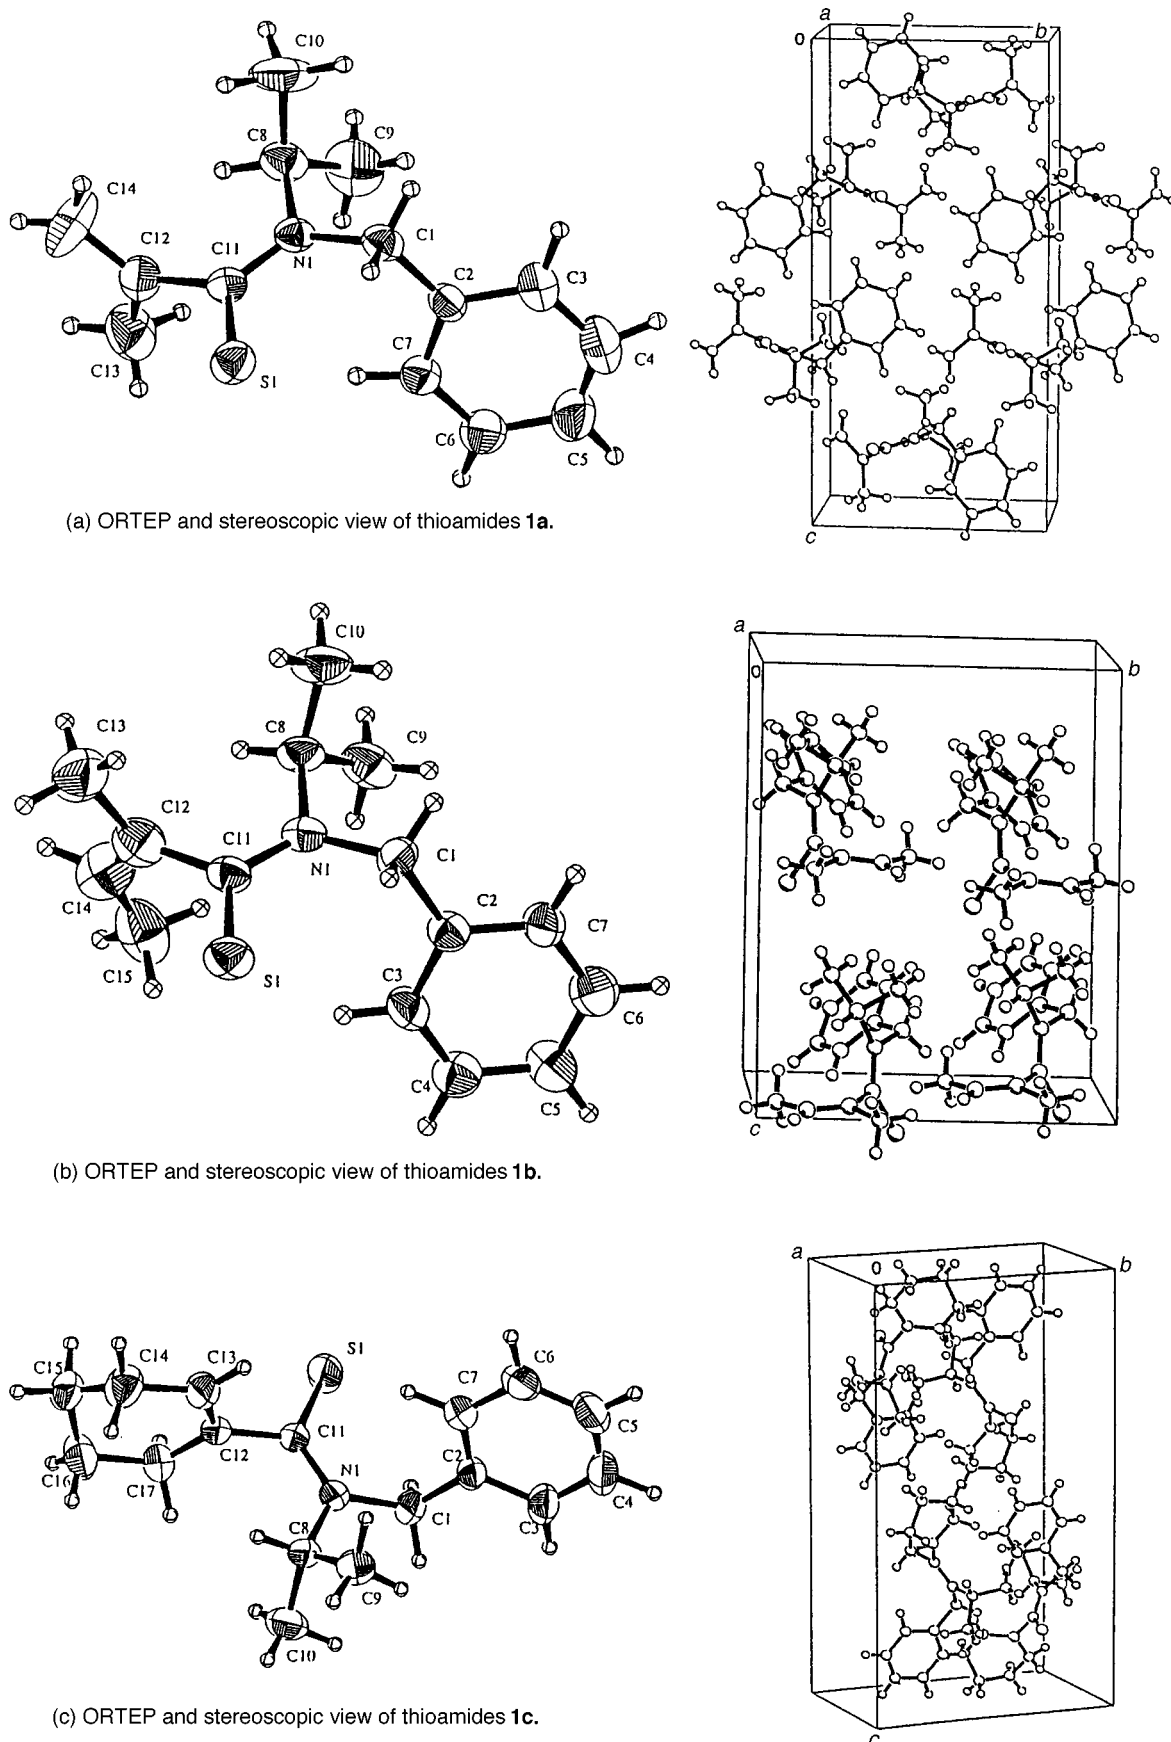 C10
C8
C9
C14
C12
C11
N1
C1
C2
C3
C7
C4
C13
S1
C6
C5
a
0
b
c
(a) ORTEP and stereoscopic view of thioamides 1a.
C10
C13
C8
C9
C12
C11
N1
C1
C2
C7
C14
C15
S1
C3
C6
C4
C5
a
0
b
c
(b) ORTEP and stereoscopic view of thioamides 1b.
S1
C15
C14
C13
C6
C7
C5
C11
C12
C2
N1
C16
C17
C4
C1
C3
C8
C9
C10
a
0
b
c
(c) ORTEP and stereoscopic view of thioamides 1c.